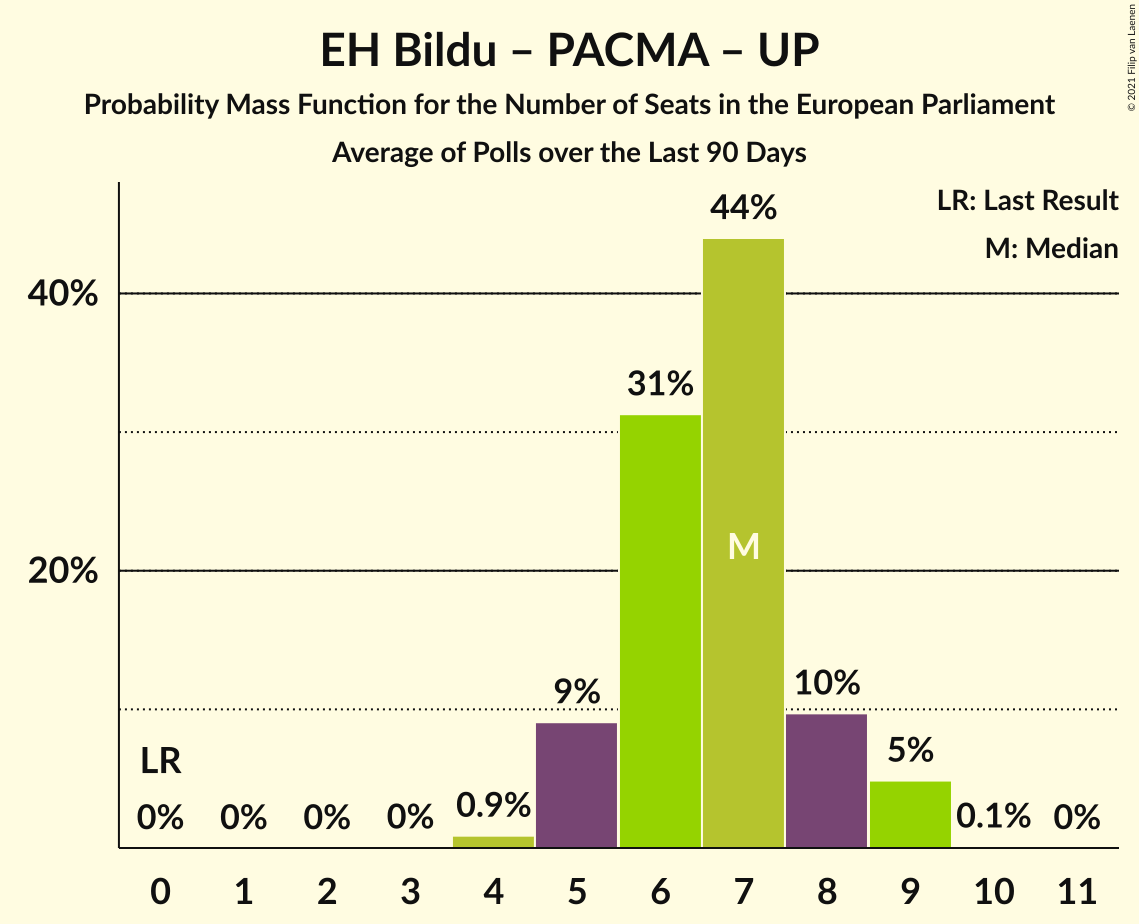 EH Bildu – PACMA – UP
Probability Mass Function for the Number of Seats in the European Parliament
Average of Polls over the Last 90 Days
© 2021 Filip van Laenen
LR: Last Result
M: Median
44%
40%
31%
M
20%
10%
9%
5%
LR
0% 0% 0% 0% 0.9% 0.1% 0%
0 1 2 3 4 5 6 7 8 9 10 11